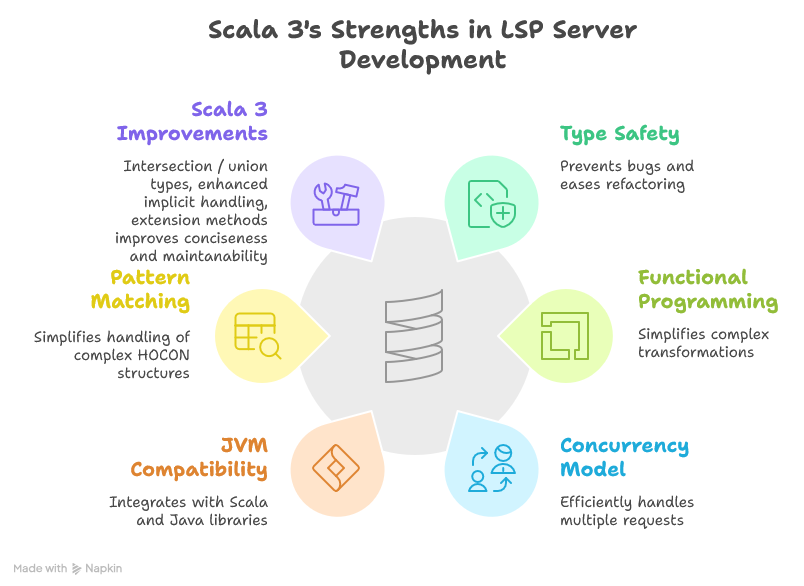 Scala 3's Strengths in LSP Server
Development
Scala 3
Improvements
Intersection / union
types, enhanced
implicit handling,
extension methods
improves conciseness
and maintanability
Type Safety
Prevents bugs and
eases refactoring
Pattern
Matching
Simplifies handling of
complex HOCON
structures
Functional
Programming
Simplifies complex
transformations
JVM
Compatibility
Integrates with Scala
and Java libraries
Concurrency
Model
Efficiently handles
multiple requests
Made with Napkin